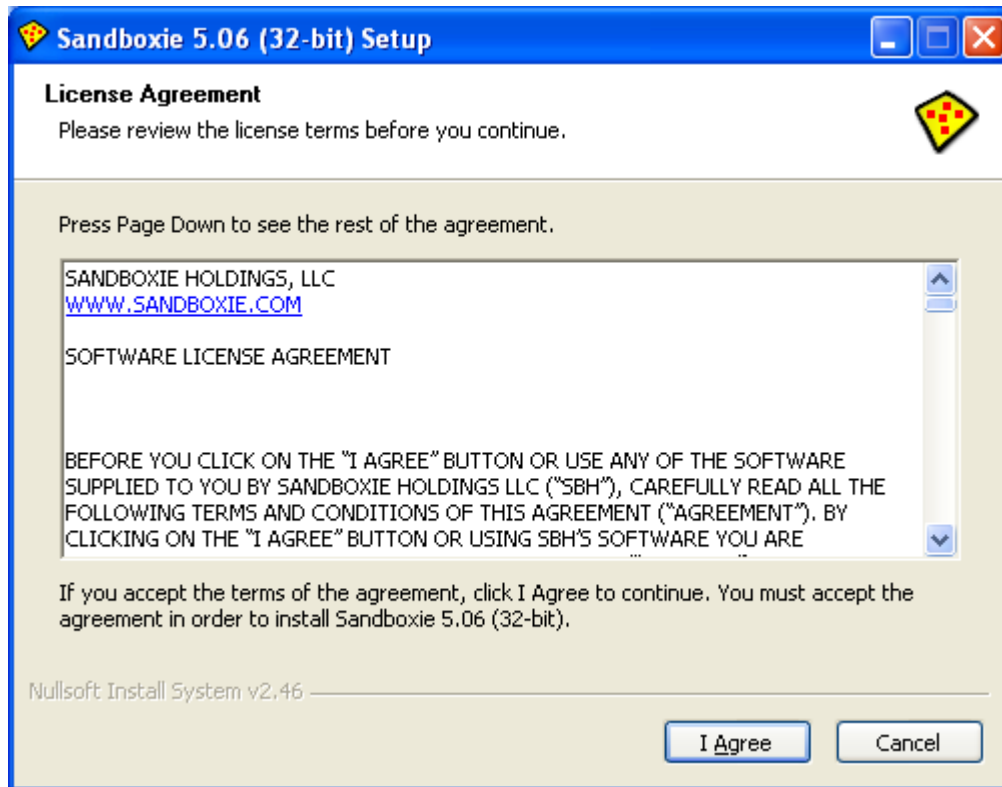 Sandboxie 5.06 (32-bit) Setup
License Agreement
Please review the license terms before you continue.
Press Page Down to see the rest of the agreement.
SANDBOXIE HOLDINGS, LLC
WWW.SANDBOXIE.COM
SOFTWARE LICENSE AGREEMENT
BEFORE YOU CLICK ON THE "I AGREE" BUTTON OR USE ANY OF THE SOFTWARE
SUPPLIED TO YOU BY SANDBOXIE HOLDINGS LLC ("SBH"), CAREFULLY READ ALL THE
FOLLOWING TERMS AND CONDITIONS OF THIS AGREEMENT ("AGREEMENT"). BY
CLICKING ON THE "I AGREE" BUTTON OR USING SBH'S SOFTWARE YOU ARE
If you accept the terms of the agreement, click I Agree to continue. You must accept the
agreement in order to install Sandboxie 5.06 (32-bit).
Nullsoft Install System v2.46
I Agree
Cancel